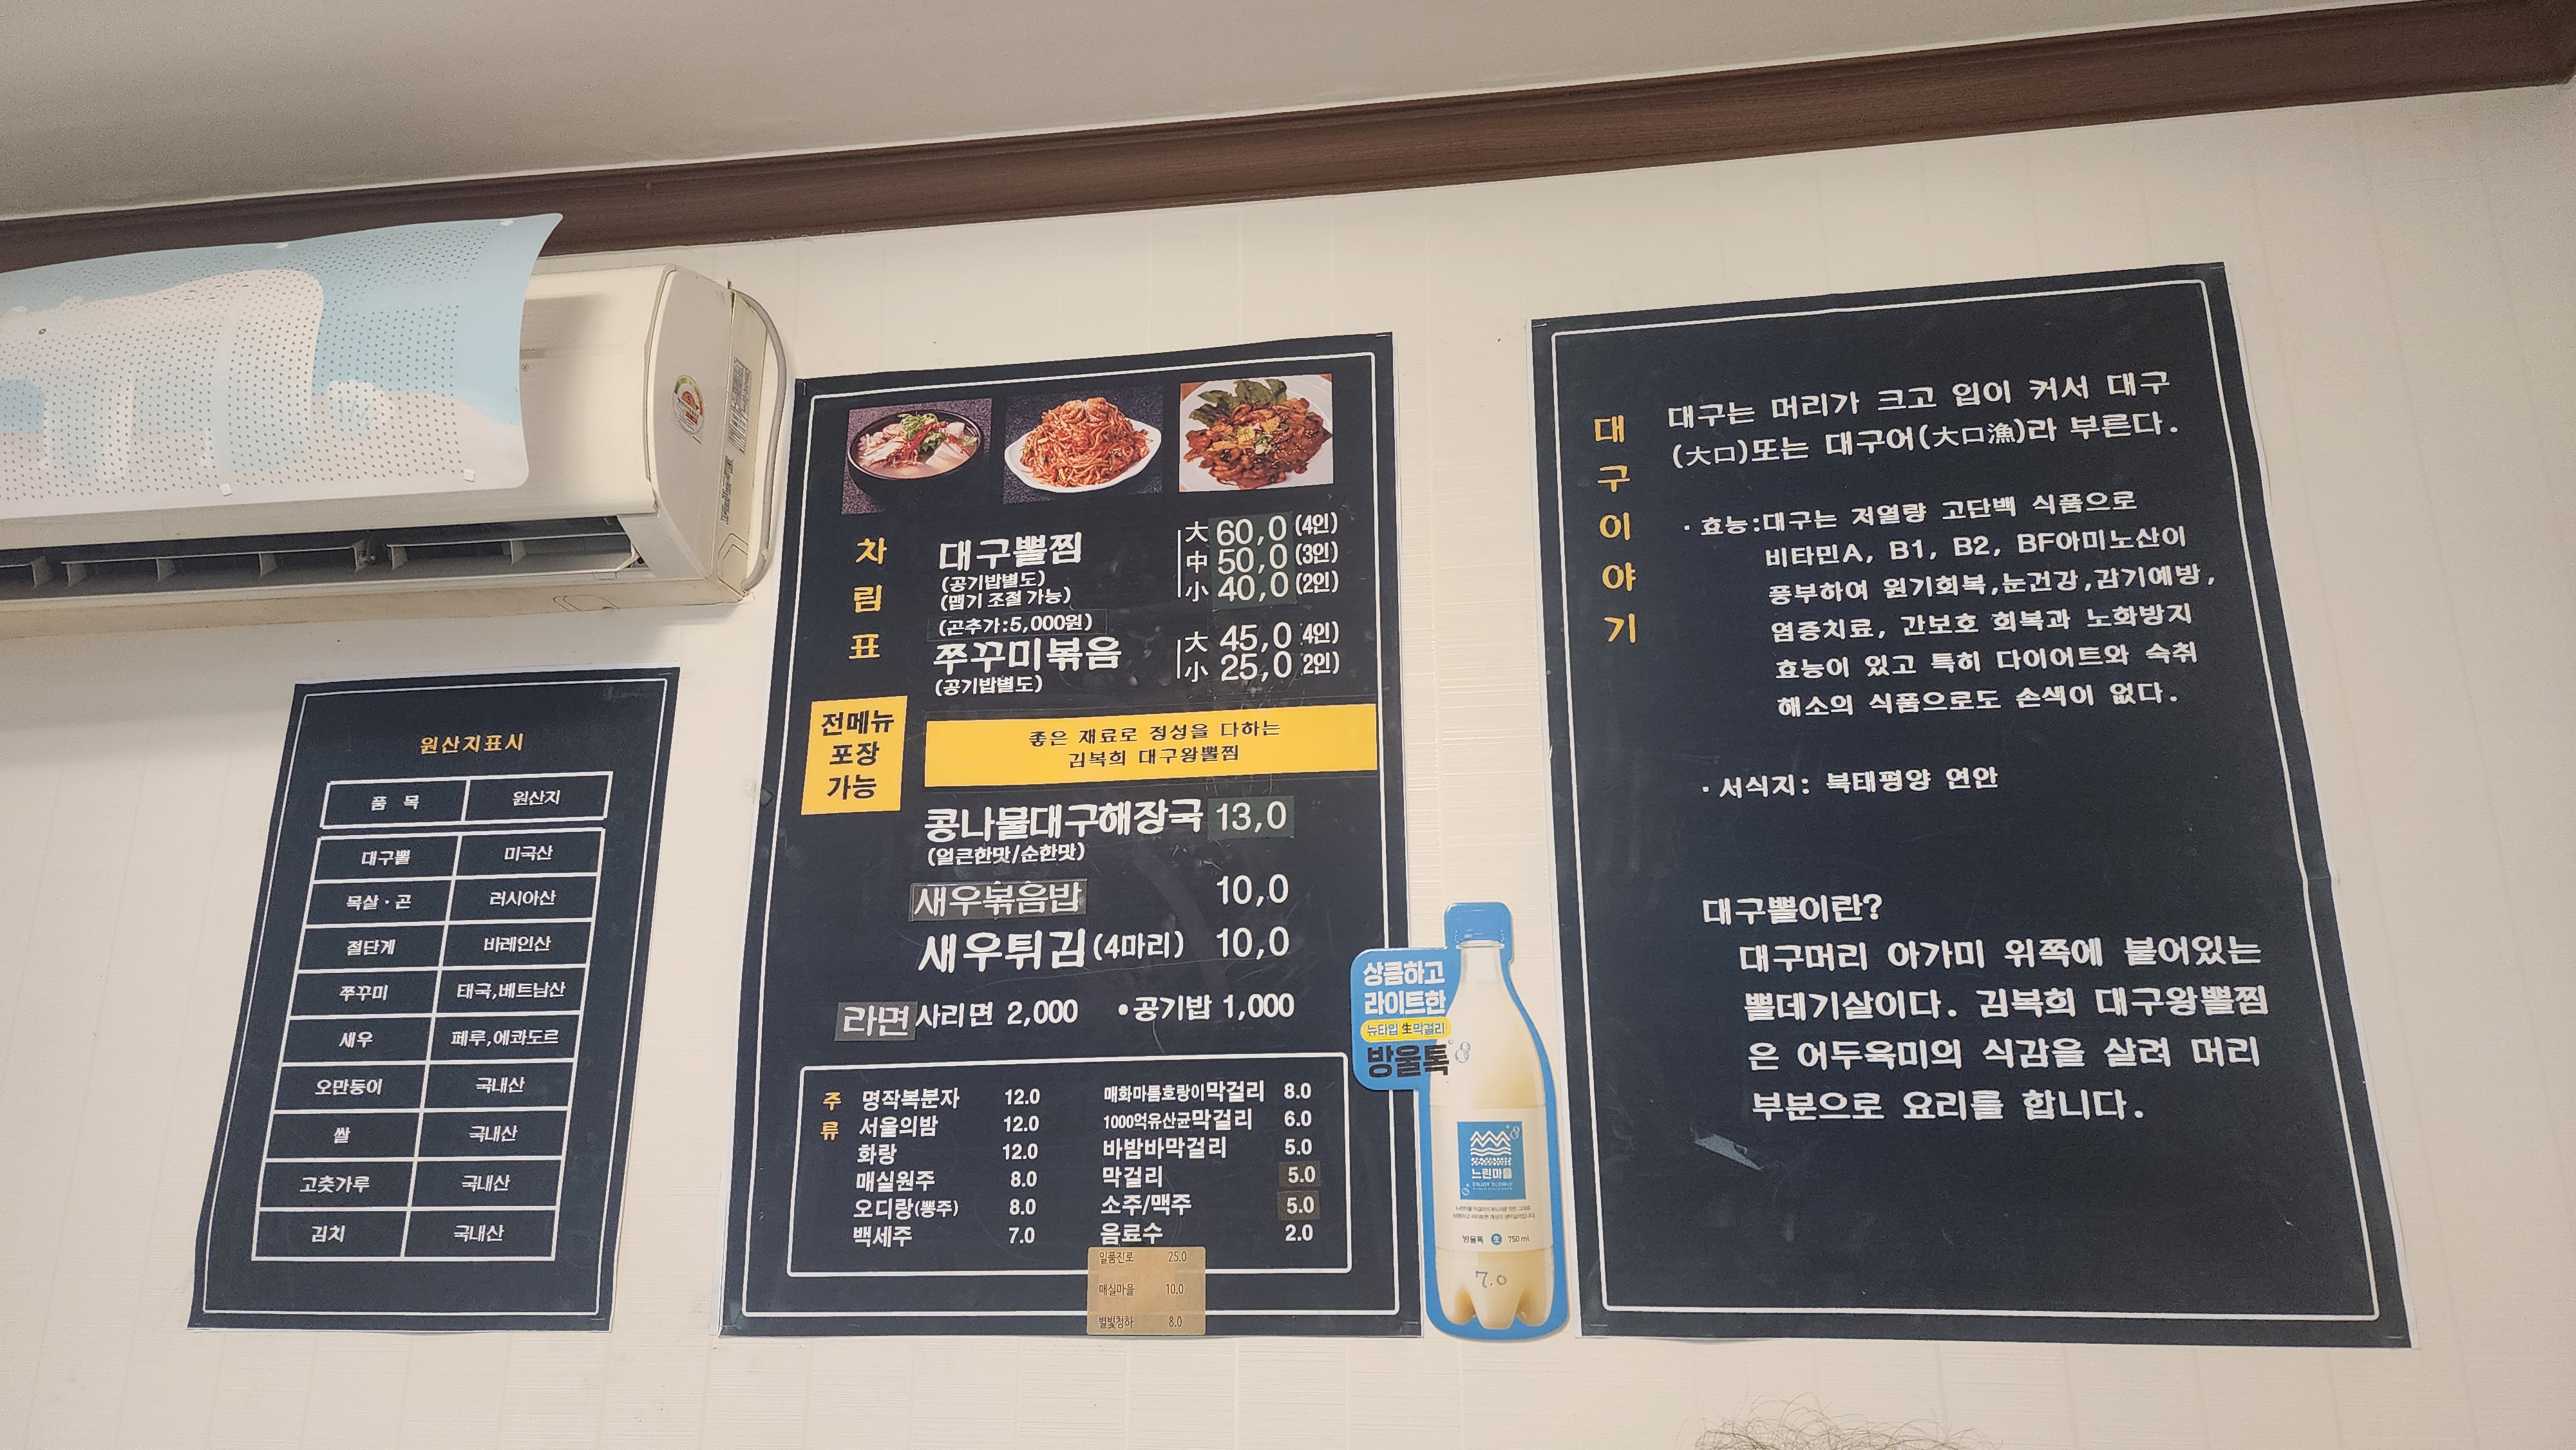 원산지표시
품 목 원산지
대구뽈 미국산
목살·곤 러시아산
절단계 바레인산
쭈꾸미 태국,베트남산
새우 페루,에콰도르
오만둥이 국내산
쌀 국내산
고춧가루 국내산
김치 국내산
차림표
대구뽈찜
(공기밥별도)
(맵기 조절 가능)
(곤추가:5,000원)
大 60,0 (4인)
中 50,0 (3인)
小 40,0 (2인)
쭈꾸미볶음
(공기밥별도)
大 45,0 4인)
小 25,0 2인)
전메뉴
포장
가능
좋은 재료로 정성을 다하는
김복희 대구왕뽈찜
콩나물대구해장국 13,0
(얼큰한맛/순한맛)
새우볶음밥 10,0
새우튀김(4마리) 10,0
라면사리면 2,000 •공기밥 1,000
주류
명작복분자 12.0
서울의밤 12.0
화랑 12.0
매실원주 8.0
오디랑(뽕주) 8.0
백세주 7.0
매화마름호랑이막걸리 8.0
1000억유산균막걸리 6.0
바밤바막걸리 5.0
막걸리 5.0
소주/맥주 5.0
음료수 2.0
일품진로 25.0
매실마을 10.0
별빛청하 8.0
상큼하고
라이트한
뉴타입 生막걸리
방울톡
느린마을
ENJOY SLOWLY
방울톡 生 750 ml
7.0
대구이야기
대구는 머리가 크고 입이 커서 대구
(大口)또는 대구어(大口漁)라 부른다.
·효능:대구는 저열량 고단백 식품으로
비타민A, B1, B2, BF아미노산이
풍부하여 원기회복,눈건강,감기예방,
염증치료, 간보호 회복과 노화방지
효능이 있고 특히 다이어트와 숙취
해소의 식품으로도 손색이 없다.
·서식지: 북태평양 연안
대구뽈이란?
대구머리 아가미 위쪽에 붙어있는
뽈데기살이다. 김복희 대구왕뽈찜
은 어두육미의 식감을 살려 머리
부분으로 요리를 합니다.